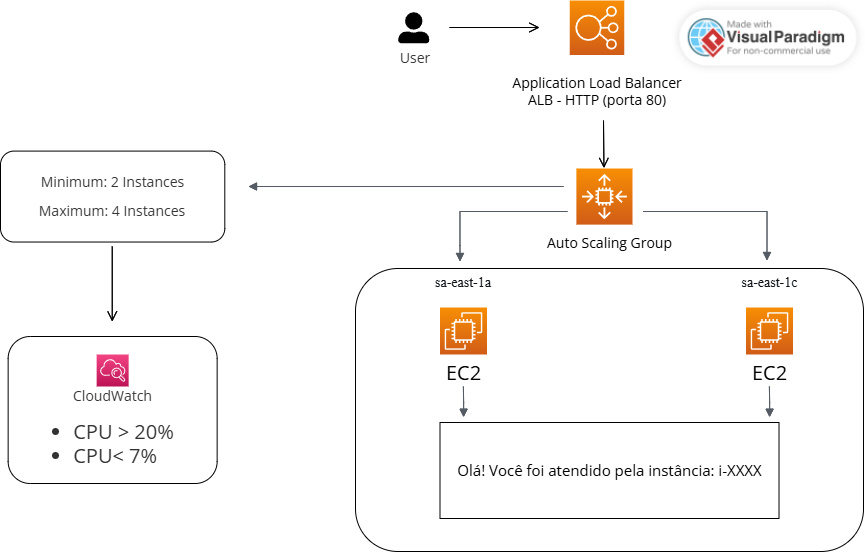 User
Made with
Visual Paradigm
For non-commercial use
Application Load Balancer
ALB - HTTP (porta 80)
Minimum: 2 Instances
Maximum: 4 Instances
Auto Scaling Group
sa-east-1a
sa-east-1c
EC2
EC2
CloudWatch
• CPU > 20%
• CPU< 7%
Olá! Você foi atendido pela instância: i-XXXX